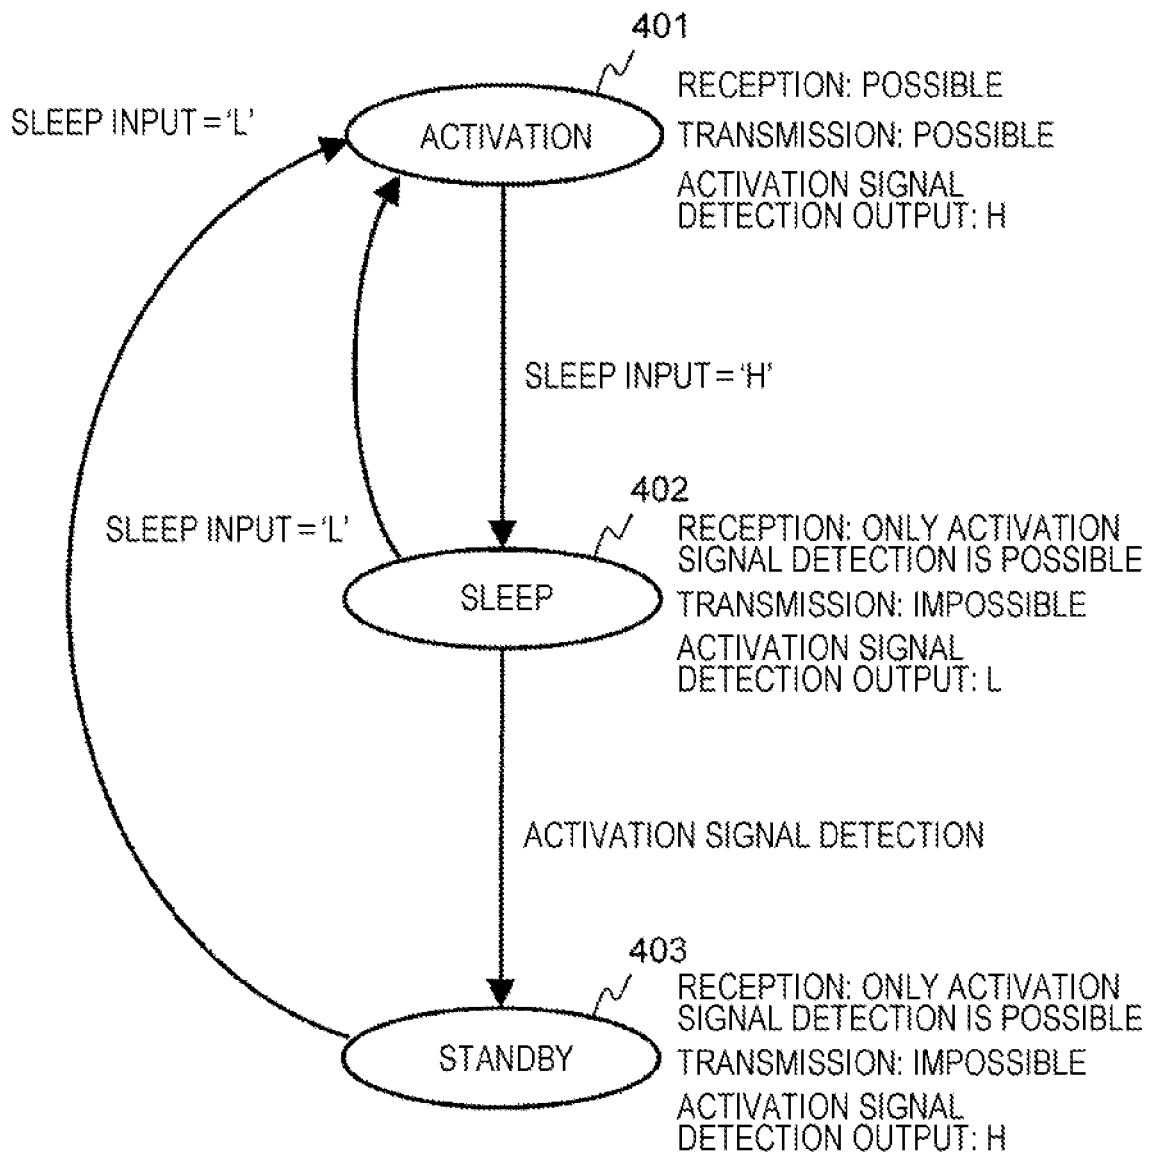 401
RECEPTION: POSSIBLE
SLEEP INPUT = 'L'
ACTIVATION
TRANSMISSION: POSSIBLE
ACTIVATION SIGNAL
DETECTION OUTPUT: H
SLEEP INPUT = 'H'
402
SLEEP INPUT = 'L'
RECEPTION: ONLY ACTIVATION
SIGNAL DETECTION IS POSSIBLE
SLEEP
TRANSMISSION: IMPOSSIBLE
ACTIVATION SIGNAL
DETECTION OUTPUT: L
ACTIVATION SIGNAL DETECTION
403
RECEPTION: ONLY ACTIVATION
SIGNAL DETECTION IS POSSIBLE
STANDBY
TRANSMISSION: IMPOSSIBLE
ACTIVATION SIGNAL
DETECTION OUTPUT: H